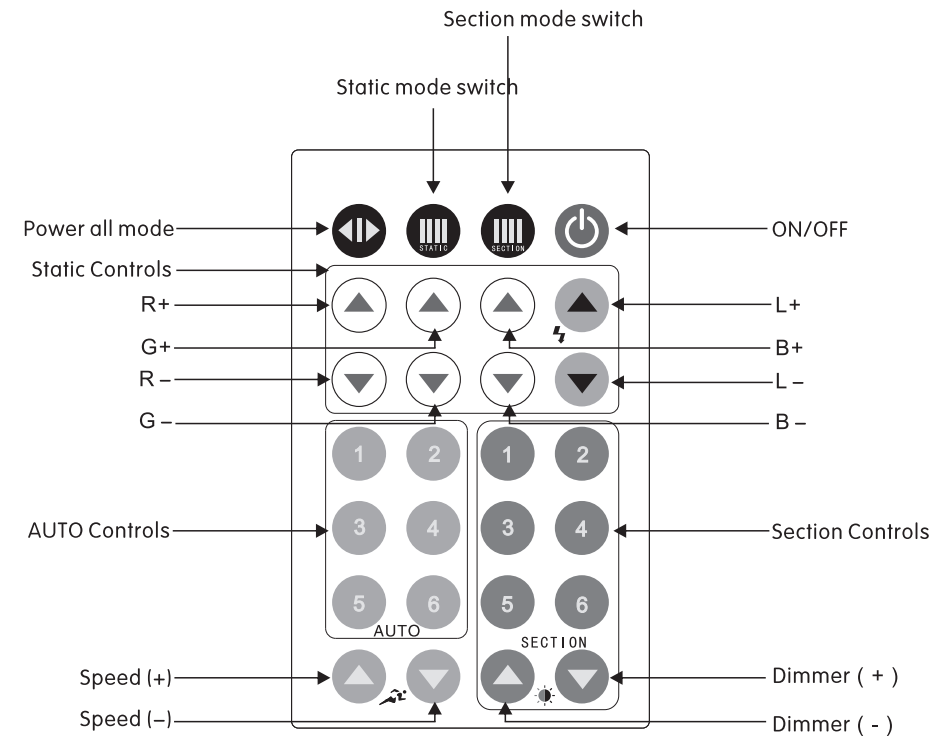 Section mode switch
Static mode switch
Power all mode
STATIC
SECTION
ON/OFF
Static Controls
R+
L+
G+
B+
R –
L –
G –
B –
1 2 1 2
AUTO Controls
3 4 3 4
Section Controls
5 6 5 6
AUTO
SECTION
Speed (+)
Dimmer ( + )
Speed (–)
Dimmer ( - )